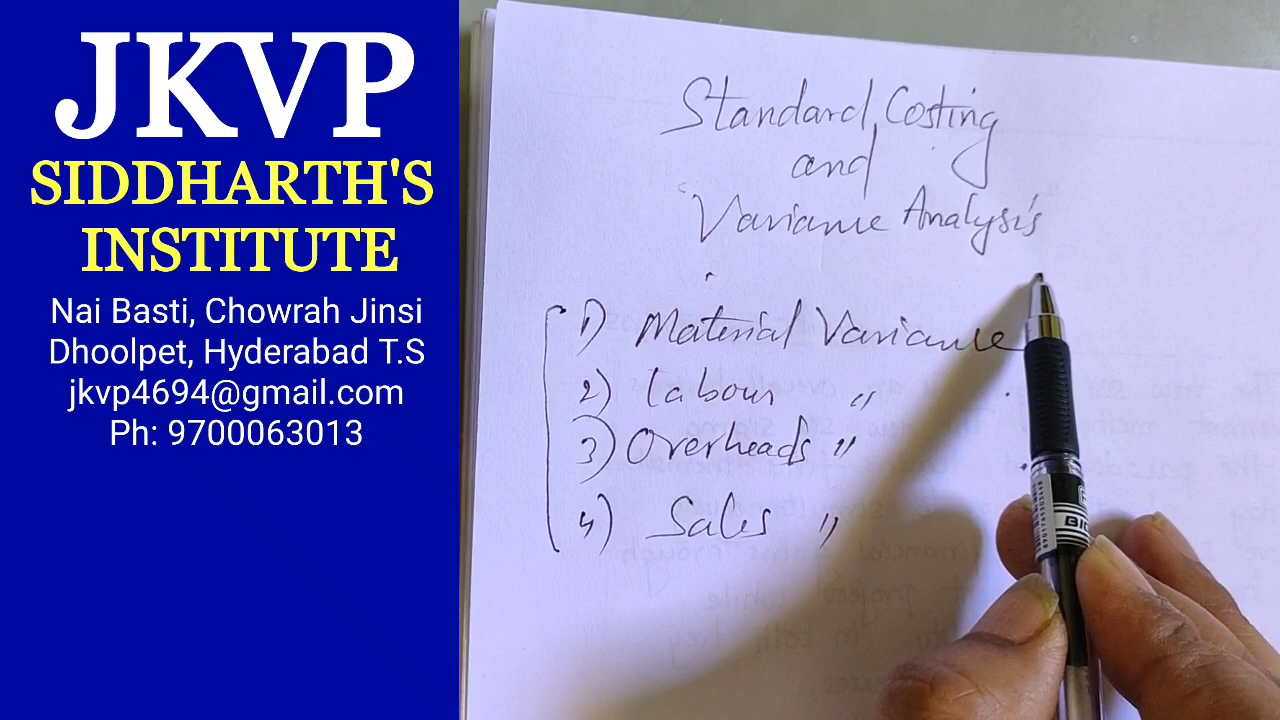 JKVP
SIDDHARTH'S
INSTITUTE
Nai Basti, Chowrah Jinsi
Dhoolpet, Hyderabad T.S
jkvp4694@gmail.com
Ph: 9700063013
Standard Costing
and
Variance Analysis
1) Material Variance
2) Labour "
3) Overheads "
4) Sales "